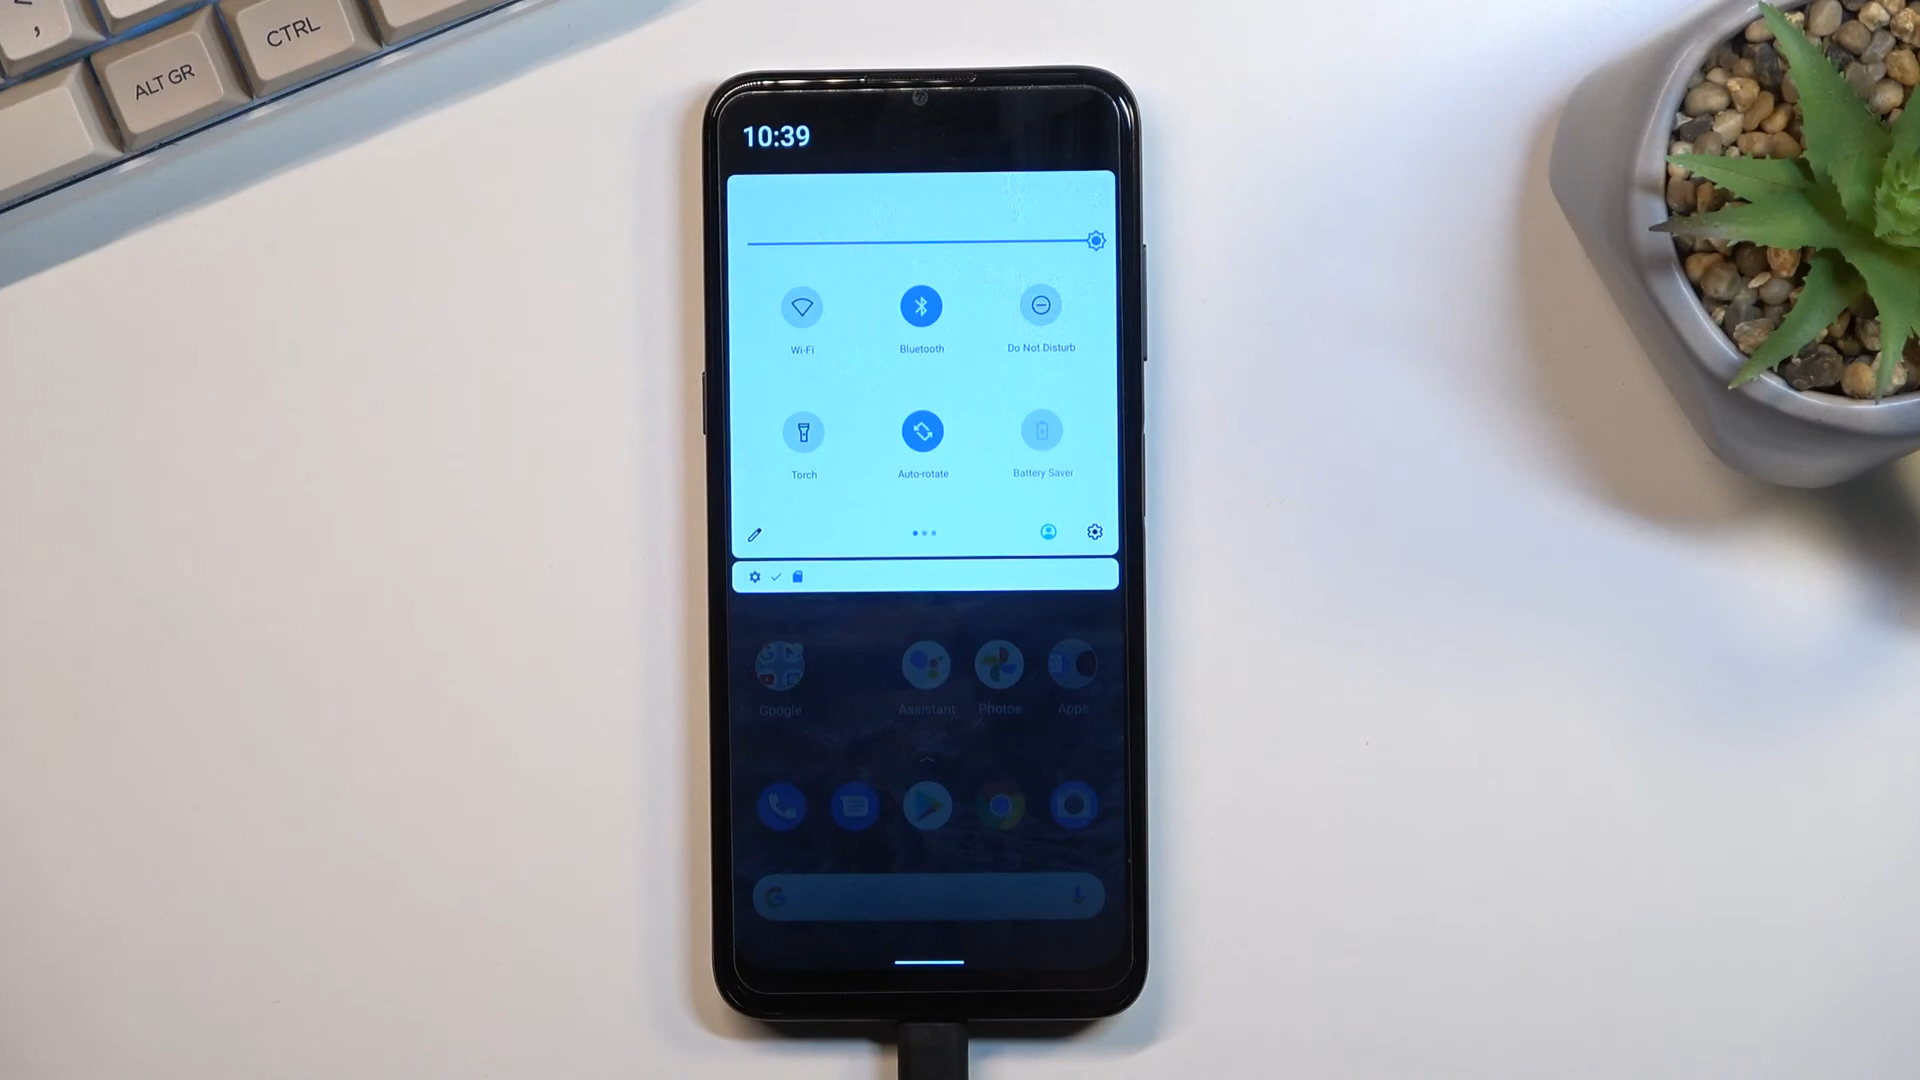 ,
ALT GR
CTRL
10:39
Wi-Fi
Bluetooth
Do Not Disturb
Torch
Auto-rotate
Battery Saver
Google
Assistant
Photos
Apps